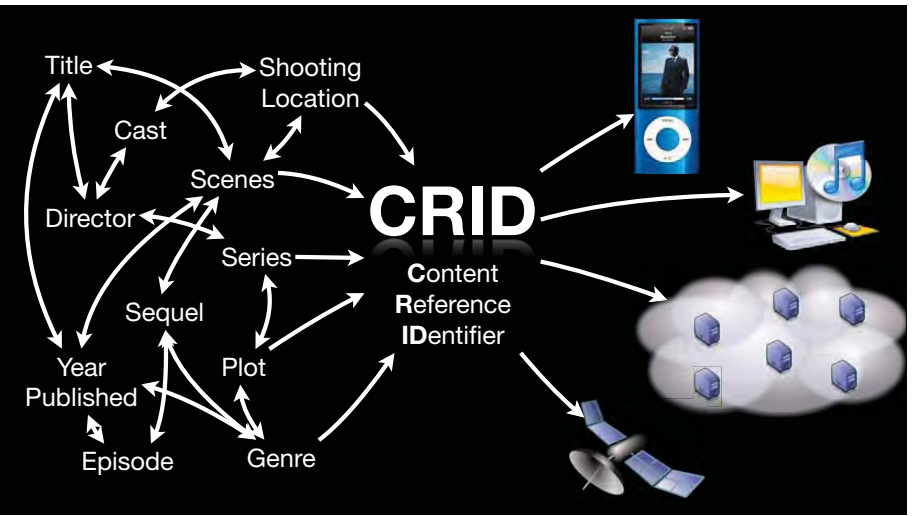 Title
Shooting
Location
Cast
Scenes
Director
Series
Sequel
Year
Published
Plot
Episode
Genre
CRID
Content
Reference
IDentifier